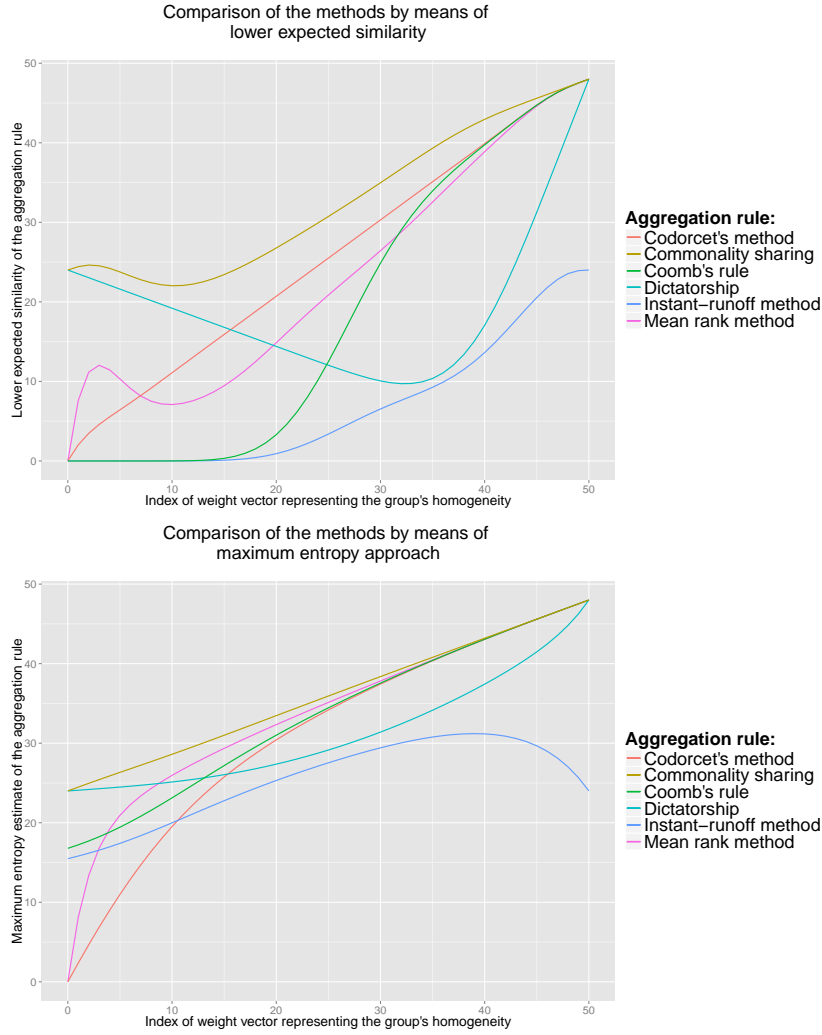 Comparison of the methods by means of
lower expected similarity
Lower expected similarity of the aggregation rule
50
40
30
20
10
0
0
10
20
30
40
50
Index of weight vector representing the group's homogeneity
Aggregation rule:
Codorcet's method
Commonality sharing
Coomb's rule
Dictatorship
Instant−runoff method
Mean rank method
Comparison of the methods by means of
maximum entropy approach
Maximum entropy estimate of the aggregation rule
50
40
30
20
10
0
0
10
20
30
40
50
Index of weight vector representing the group's homogeneity
Aggregation rule:
Codorcet's method
Commonality sharing
Coomb's rule
Dictatorship
Instant−runoff method
Mean rank method